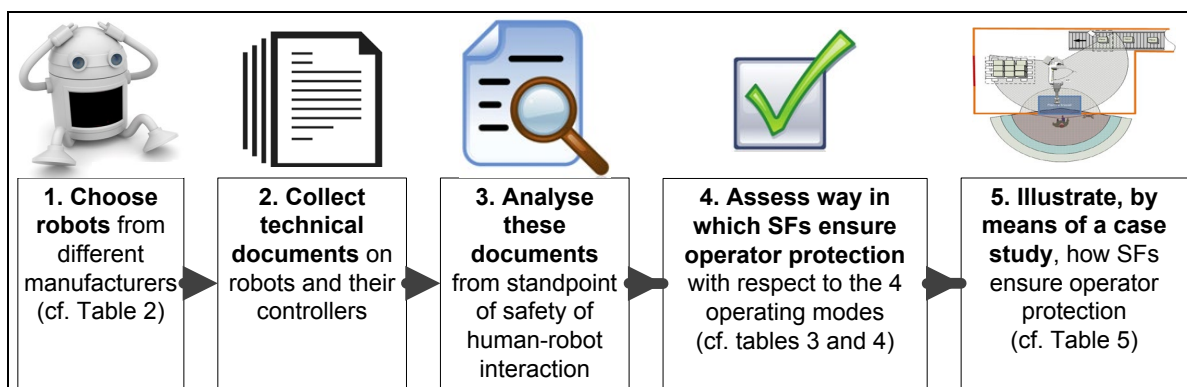 1. Choose
robots from
different
manufacturers
(cf. Table 2)
2. Collect
technical
documents on
robots and their
controllers
3. Analyse
these
documents
from standpoint
of safety of
human-robot
interaction
4. Assess way in
which SFs ensure
operator protection
with respect to the 4
operating modes
(cf. tables 3 and 4)
5. Illustrate, by
means of a case
study, how SFs
ensure operator
protection
(cf. Table 5)